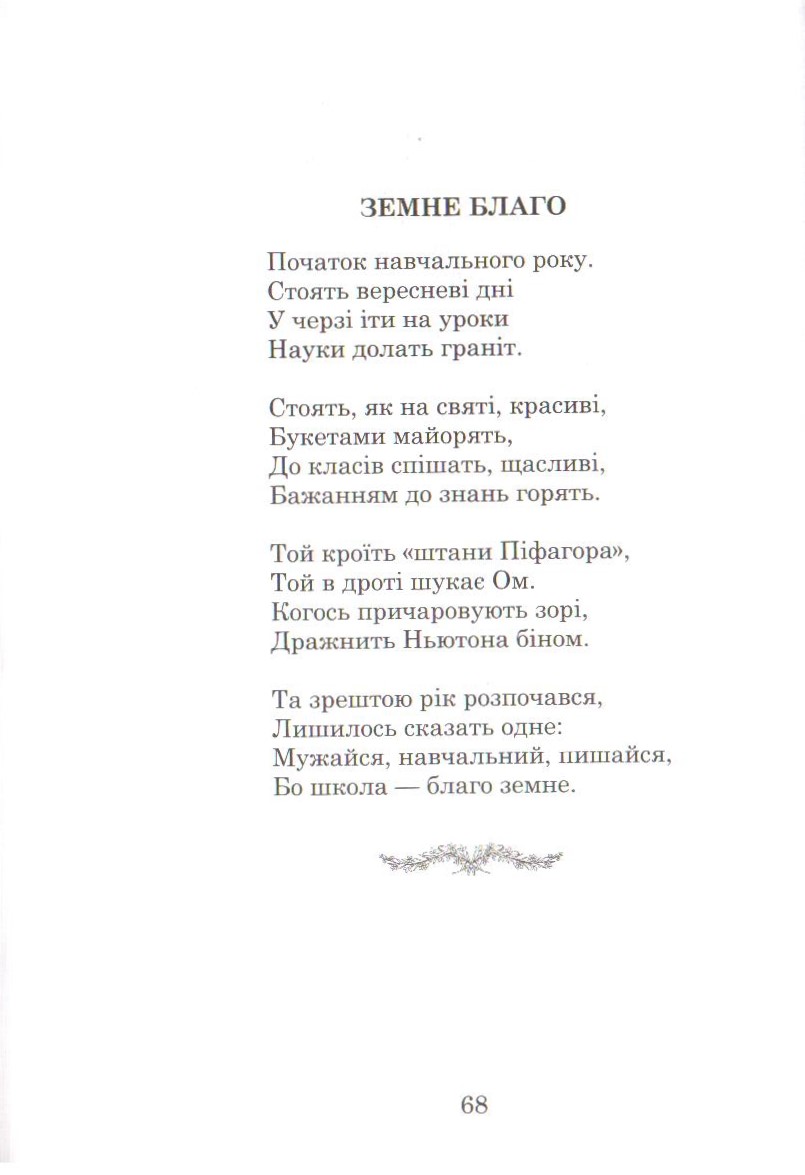 ЗЕМНЕ БЛАГО
Початок навчального року.
Стоять вересневі дні
У черзі іти на уроки
Науки долать граніт.
Стоять, як на святі, красиві,
Букетами майорять,
До класів спішать, щасливі,
Бажанням до знань горять.
Той кроїть «штани Піфагора»,
Той в дроті шукає Ом.
Когось причаровують зорі,
Дражнить Ньютона біном.
Та зрештою рік розпочався,
Лишилось сказать одне:
Мужайся, навчальний, пишайся,
Бо школа — благо земне.
68